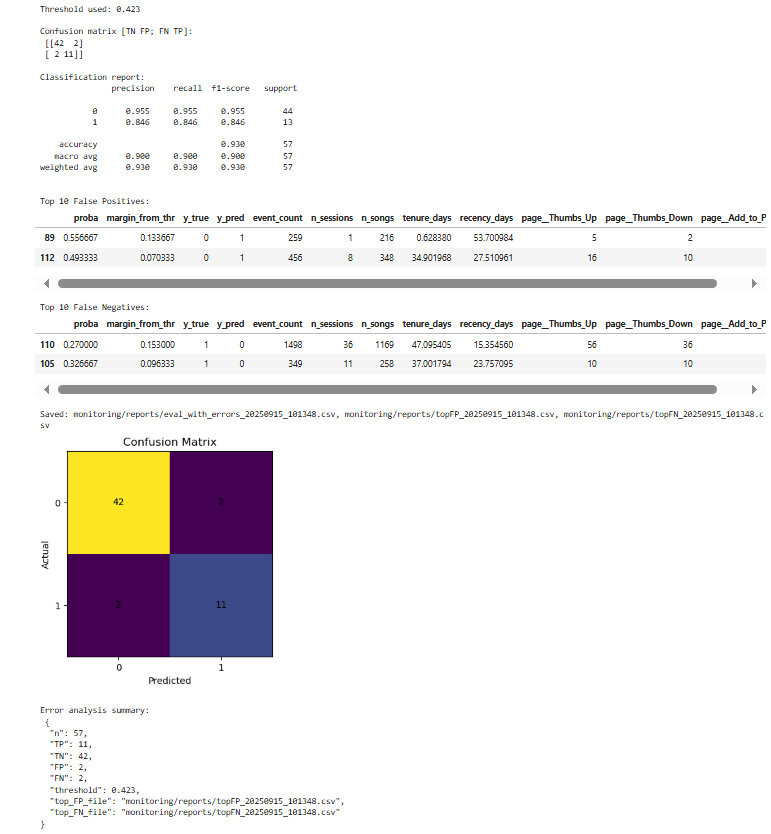 Threshold used: 0.423
Confusion matrix [TN FP; FN TP]:
[[42 2]
[ 2 11]]
Classification report:
precision recall f1-score support
0 0.955 0.955 0.955 44
1 0.846 0.846 0.846 13
accuracy 0.930 57
macro avg 0.900 0.900 0.900 57
weighted avg 0.930 0.930 0.930 57
Top 10 False Positives:
proba margin_from_thr y_true y_pred event_count n_sessions n_songs tenure_days recency_days page__Thumbs_Up page__Thumbs_Down page__Add_to_P
89 0.556667 0.133667 0 1 259 1 216 0.628380 53.700984 5 2
112 0.493333 0.070333 0 1 456 8 348 34.901968 27.510961 16 10
Top 10 False Negatives:
proba margin_from_thr y_true y_pred event_count n_sessions n_songs tenure_days recency_days page__Thumbs_Up page__Thumbs_Down page__Add_to_P
110 0.270000 0.153000 1 0 1498 36 1169 47.095405 15.354560 56 36
105 0.326667 0.096333 1 0 349 11 258 37.001794 23.757095 10 10
Saved: monitoring/reports/eval_with_errors_20250915_101348.csv, monitoring/reports/topFP_20250915_101348.csv, monitoring/reports/topFN_20250915_101348.c
sv
Confusion Matrix
42 2
0
Actual
2 11
1
0 1
Predicted
Error analysis summary:
{
"n": 57,
"TP": 11,
"TN": 42,
"FP": 2,
"FN": 2,
"threshold": 0.423,
"top_FP_file": "monitoring/reports/topFP_20250915_101348.csv",
"top_FN_file": "monitoring/reports/topFN_20250915_101348.csv"
}